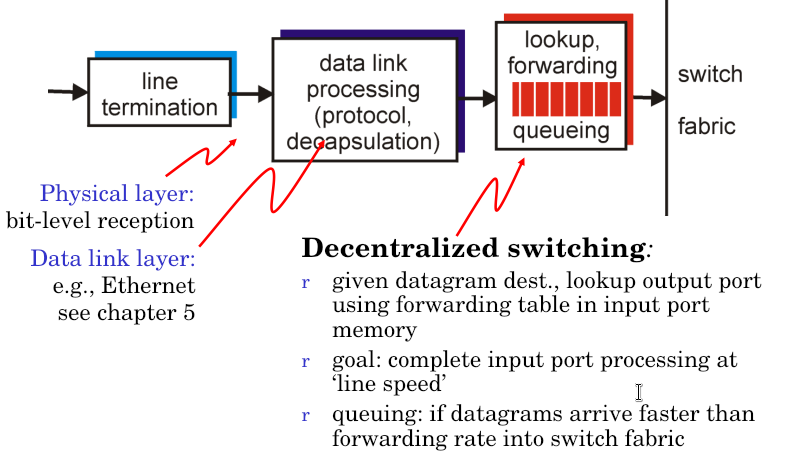 line
termination
data link
processing
(protocol,
decapsulation)
lookup,
forwarding
queueing
switch
fabric
Physical layer:
bit-level reception
Data link layer:
e.g., Ethernet
see chapter 5
Decentralized switching:
r given datagram dest., lookup output port
using forwarding table in input port
memory
r goal: complete input port processing at
‘line speed’
r queuing: if datagrams arrive faster than
forwarding rate into switch fabric